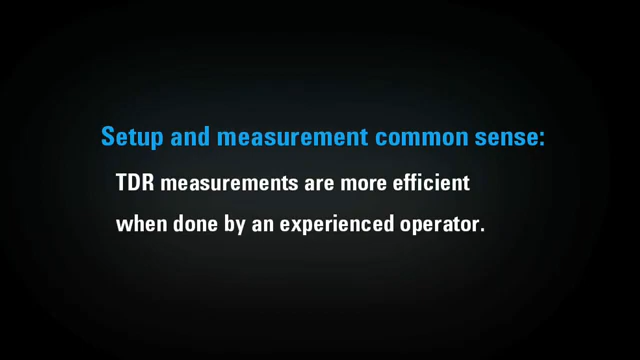 Setup and measurement common sense:
TDR measurements are more efficient
when done by an experienced operator.